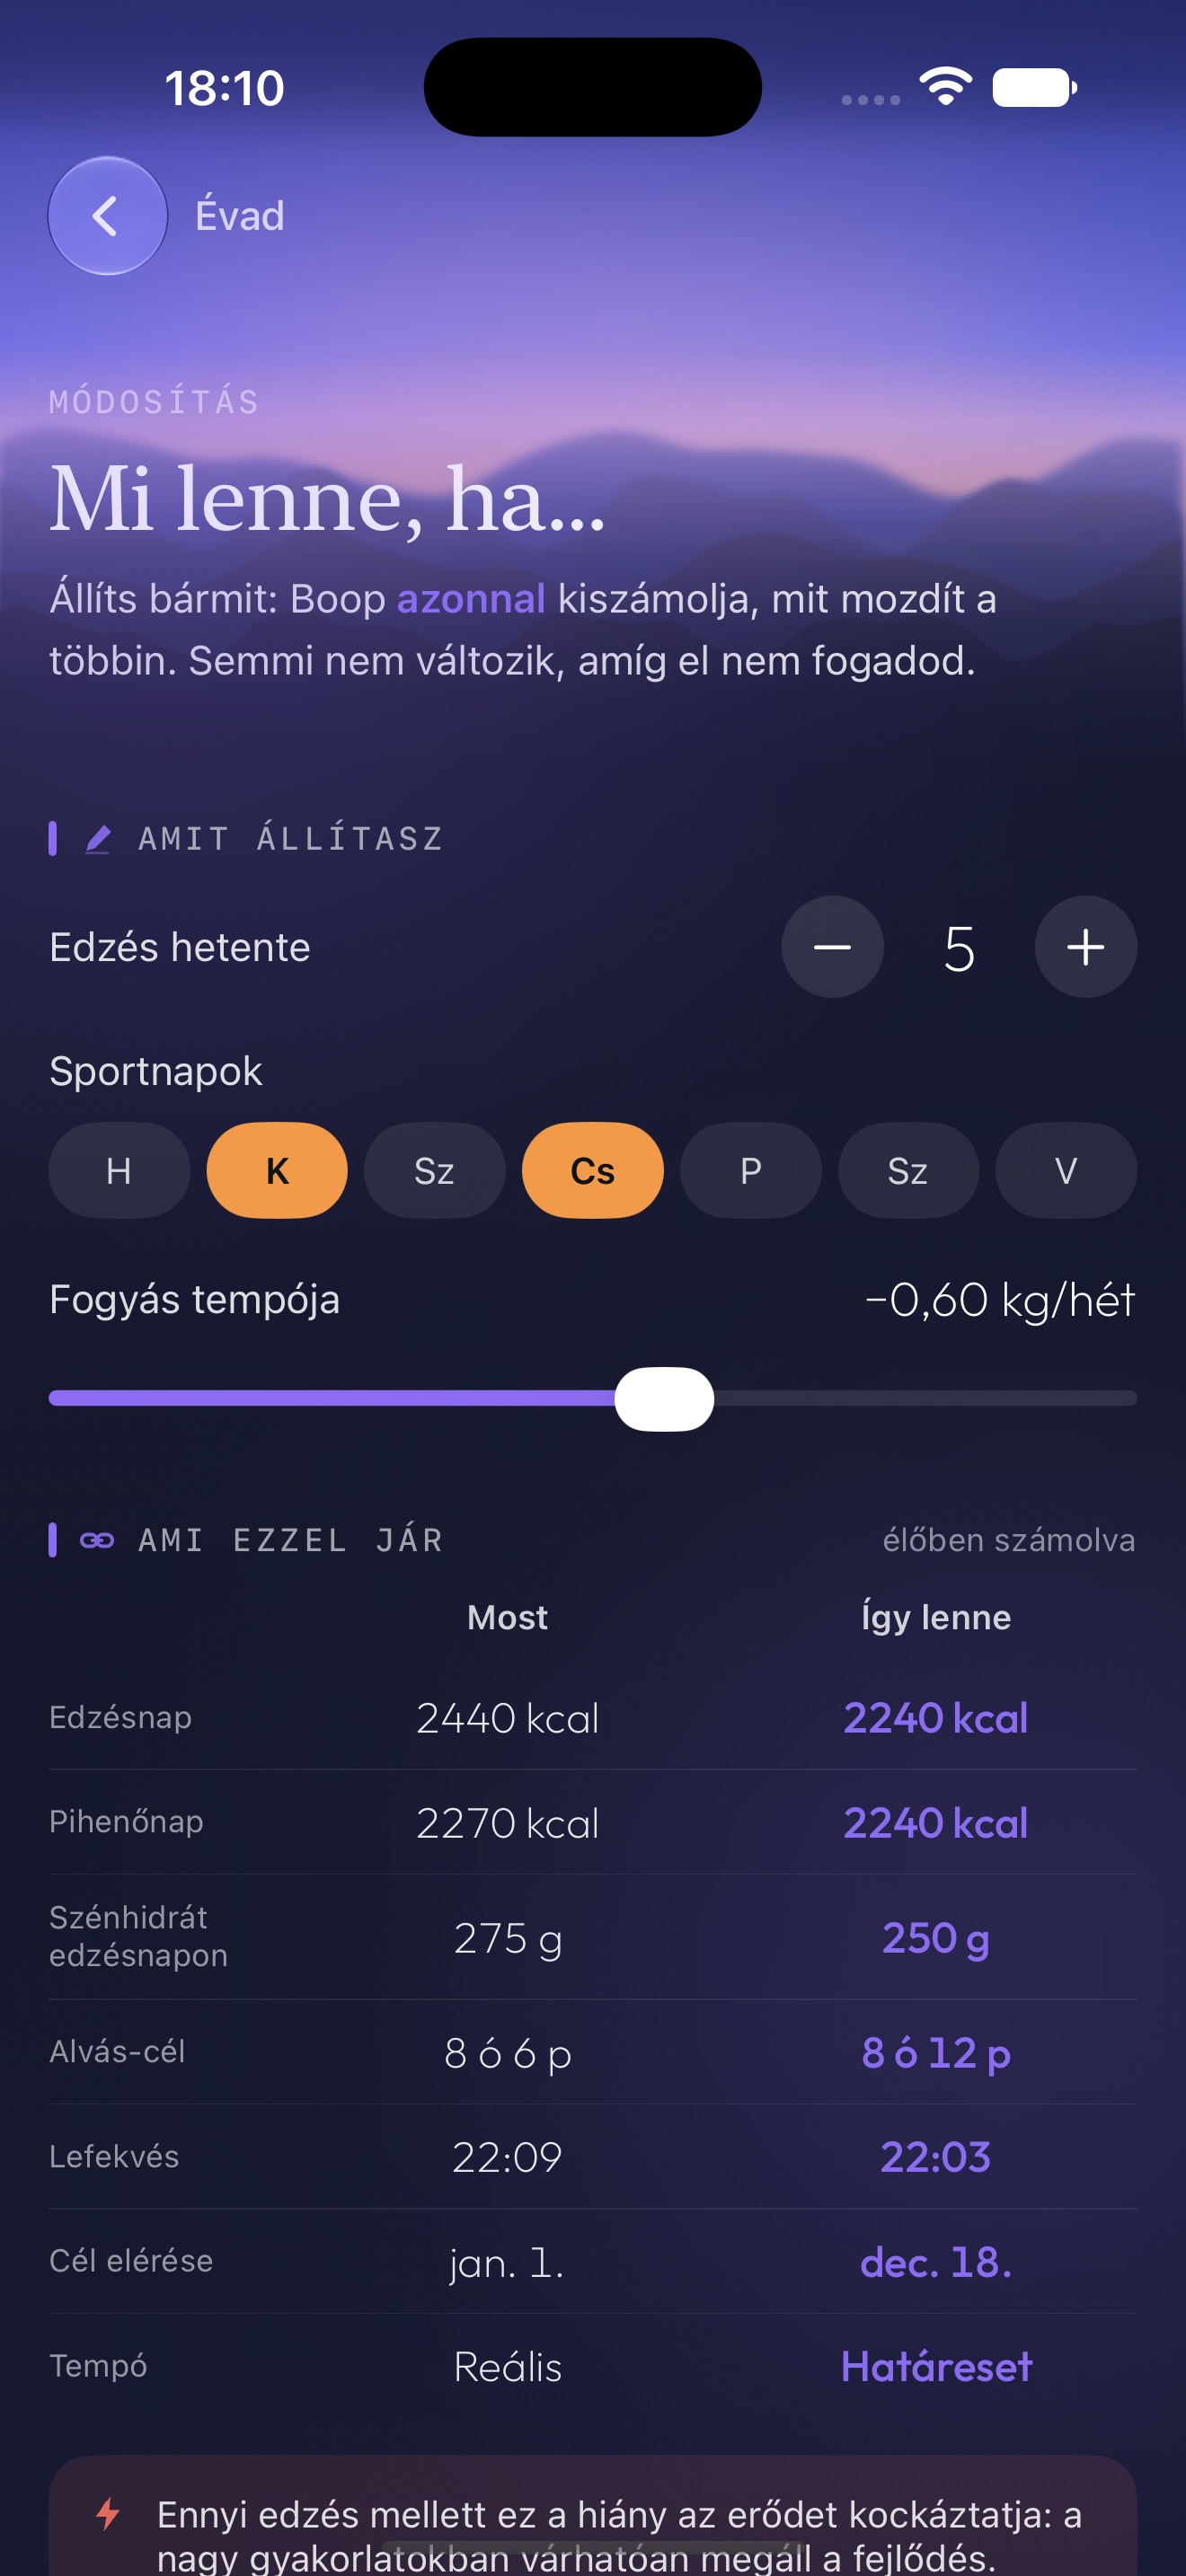 18:10
Évad
MÓDOSÍTÁS
Mi lenne, ha...
Állíts bármit: Boop azonnal kiszámolja, mit mozdít a
többin. Semmi nem változik, amíg el nem fogadod.
AMIT ÁLLÍTASZ
Edzés hetente
5
Sportnapok
H K Sz Cs P Sz V
Fogyás tempója −0,60 kg/hét
AMI EZZEL JÁR élőben számolva
Most Így lenne
Edzésnap 2440 kcal 2240 kcal
Pihenőnap 2270 kcal 2240 kcal
Szénhidrát
edzésnapon 275 g 250 g
Alvás-cél 8 ó 6 p 8 ó 12 p
Lefekvés 22:09 22:03
Cél elérése jan. 1. dec. 18.
Tempó Reális Határeset
Ennyi edzés mellett ez a hiány az erődet kockáztatja: a
nagy gyakorlatokban várhatóan megáll a fejlődés.